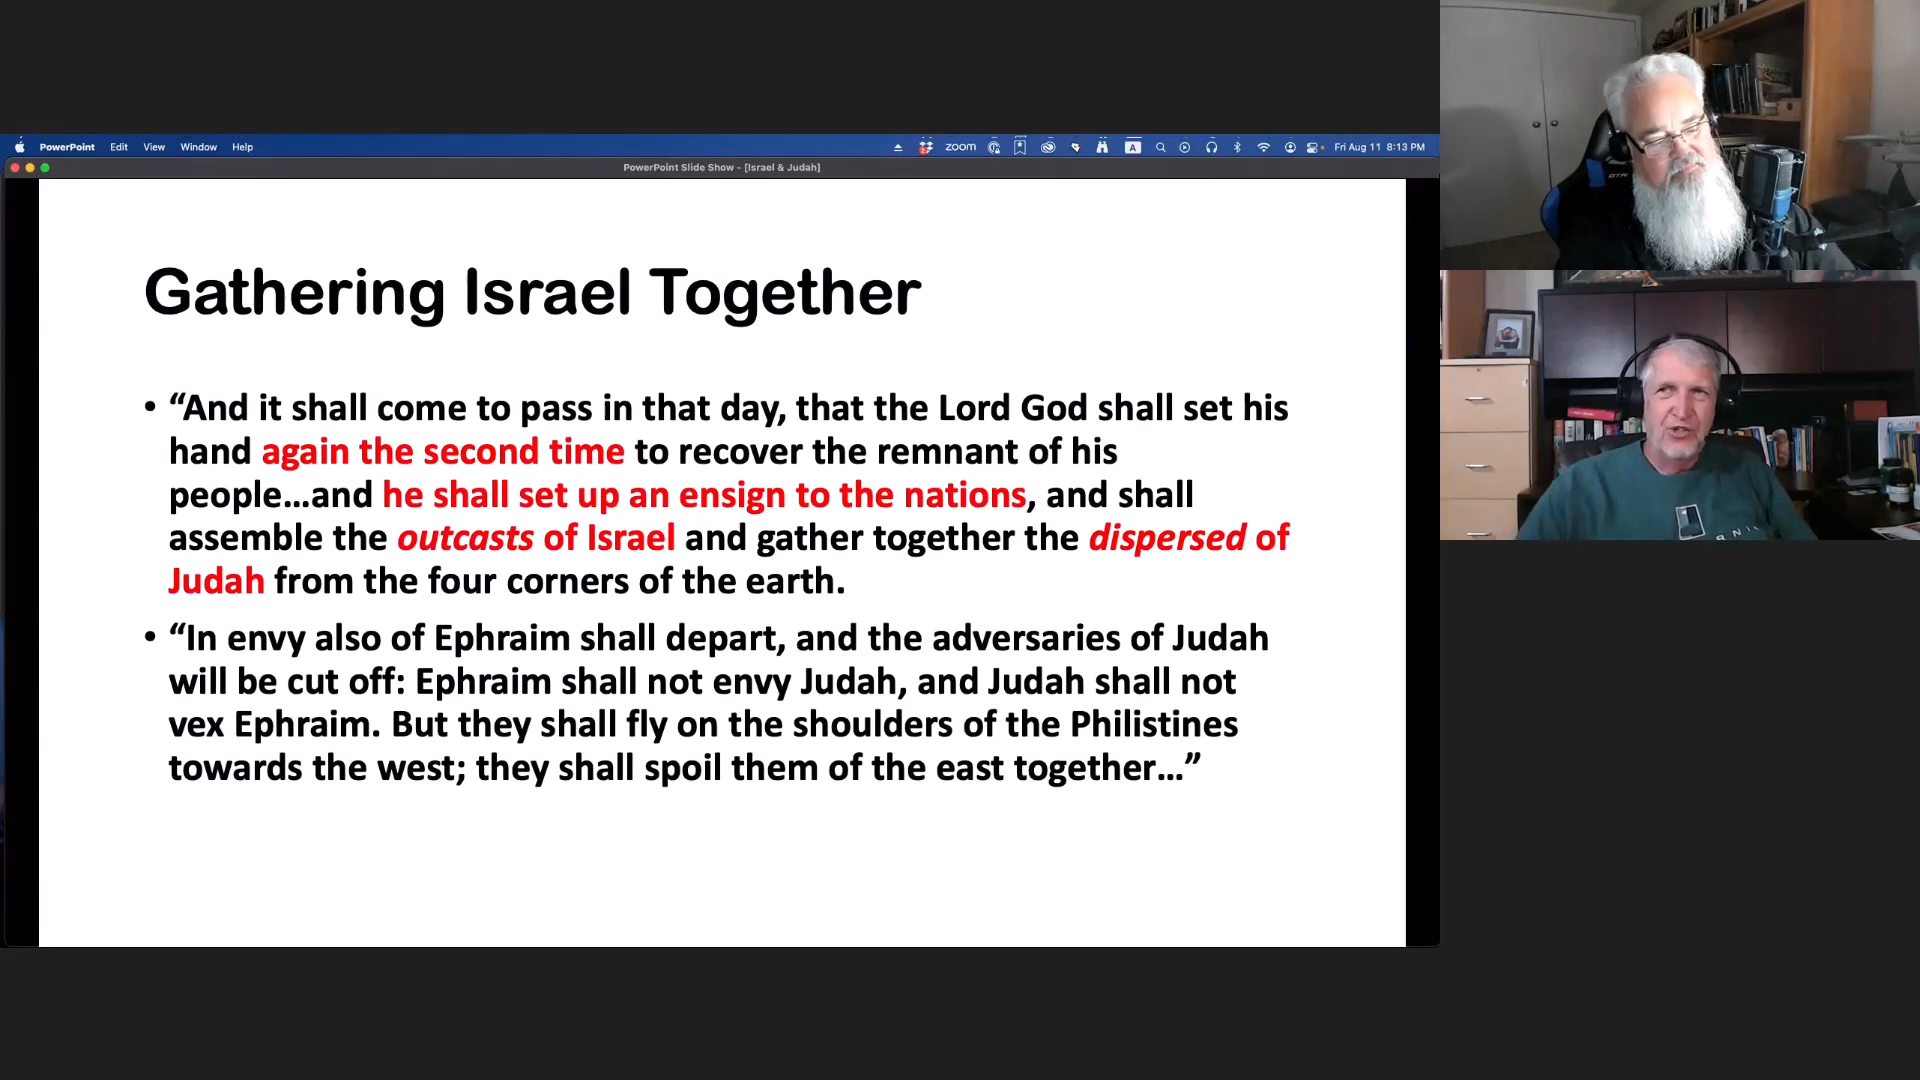 PowerPoint Edit View Window Help
zoom A Fri Aug 11 8:13 PM
PowerPoint Slide Show - [Israel & Judah]
Gathering Israel Together
• “And it shall come to pass in that day, that the Lord God shall set his
hand again the second time to recover the remnant of his
people…and he shall set up an ensign to the nations, and shall
assemble the outcasts of Israel and gather together the dispersed of
Judah from the four corners of the earth.
• “In envy also of Ephraim shall depart, and the adversaries of Judah
will be cut off: Ephraim shall not envy Judah, and Judah shall not
vex Ephraim. But they shall fly on the shoulders of the Philistines
towards the west; they shall spoil them of the east together…”